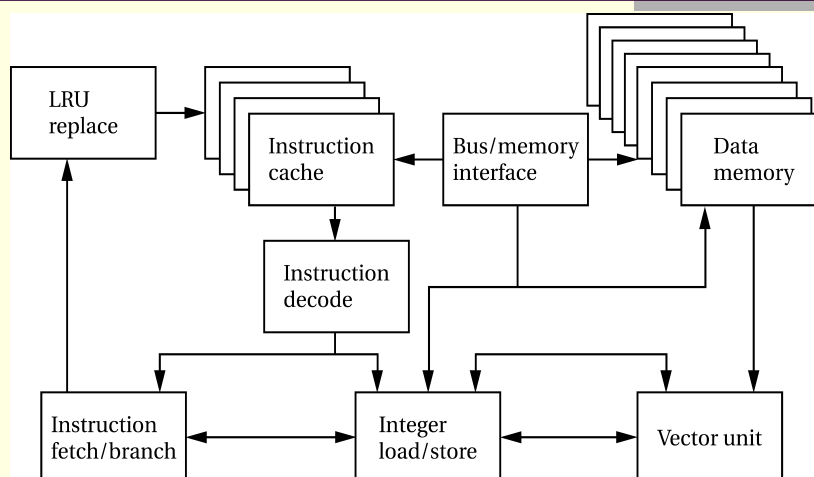 LRU
replace
Instruction
cache
Bus/memory
interface
Data
memory
Instruction
decode
Instruction
fetch/branch
Integer
load/store
Vector unit